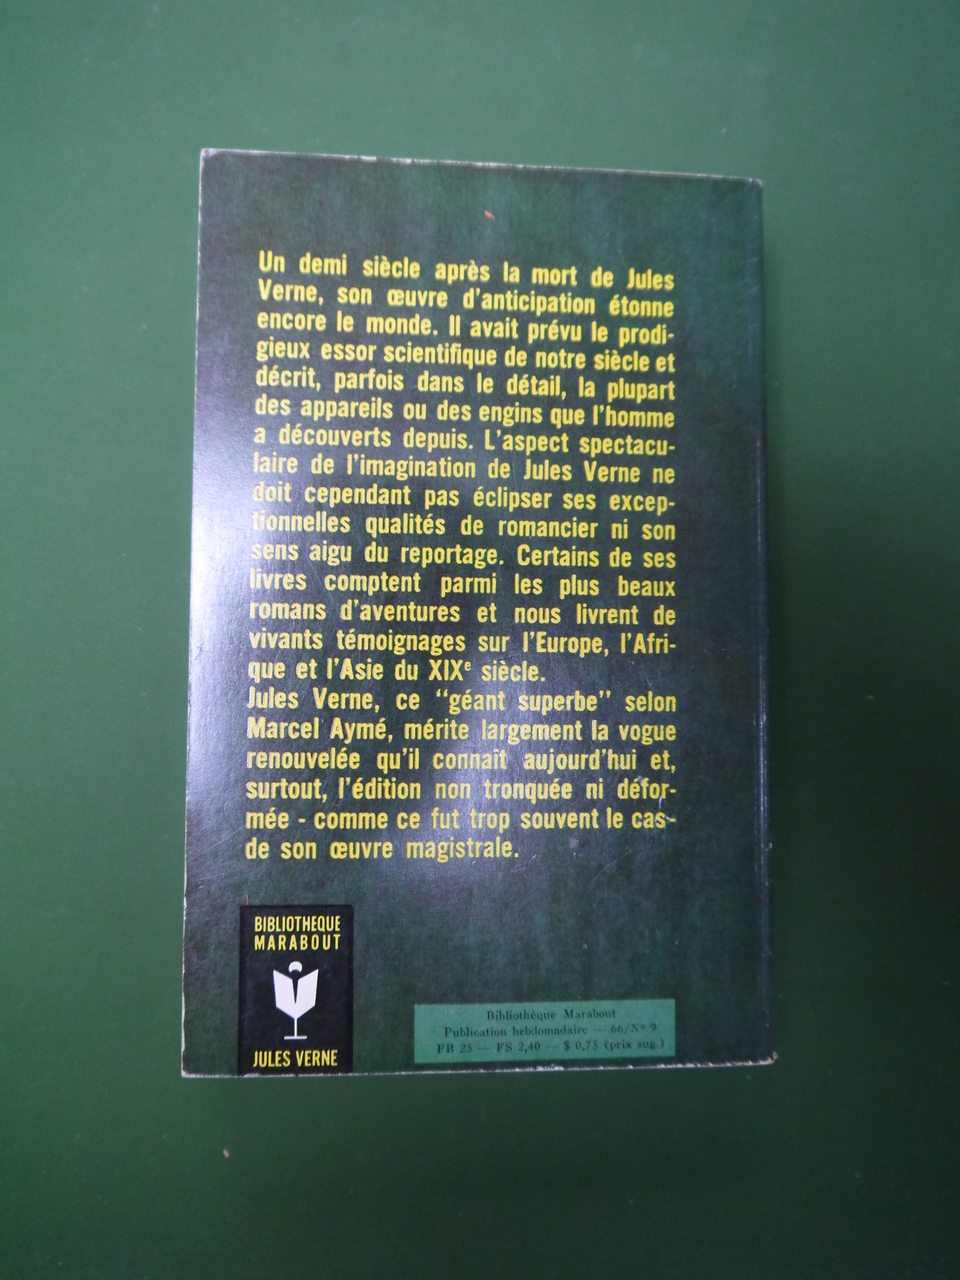 Un demi siècle après la mort de Jules
Verne, son œuvre d'anticipation étonne
encore le monde. Il avait prévu le prodi-
gieux essor scientifique de notre siècle et
décrit, parfois dans le détail, la plupart
des appareils ou des engins que l'homme
a découverts depuis. L'aspect spectacu-
laire de l'imagination de Jules Verne ne
doit cependant pas éclipser ses excep-
tionnelles qualités de romancier ni son
sens aigu du reportage. Certains de ses
livres comptent parmi les plus beaux
romans d'aventures et nous livrent de
vivants témoignages sur l'Europe, l'Afri-
que et l'Asie du XIXe siècle.
Jules Verne, ce "géant superbe" selon
Marcel Aymé, mérite largement la vogue
renouvelée qu'il connaît aujourd'hui et,
surtout, l'édition non tronquée ni défor-
mée - comme ce fut trop souvent le cas-
de son œuvre magistrale.
BIBLIOTHEQUE
MARABOUT
JULES VERNE
Bibliothèque Marabout
Publication hebdomadaire — 66/No 9
FB 25 — FS 2,40 — $ 0,75 (prix sug.)